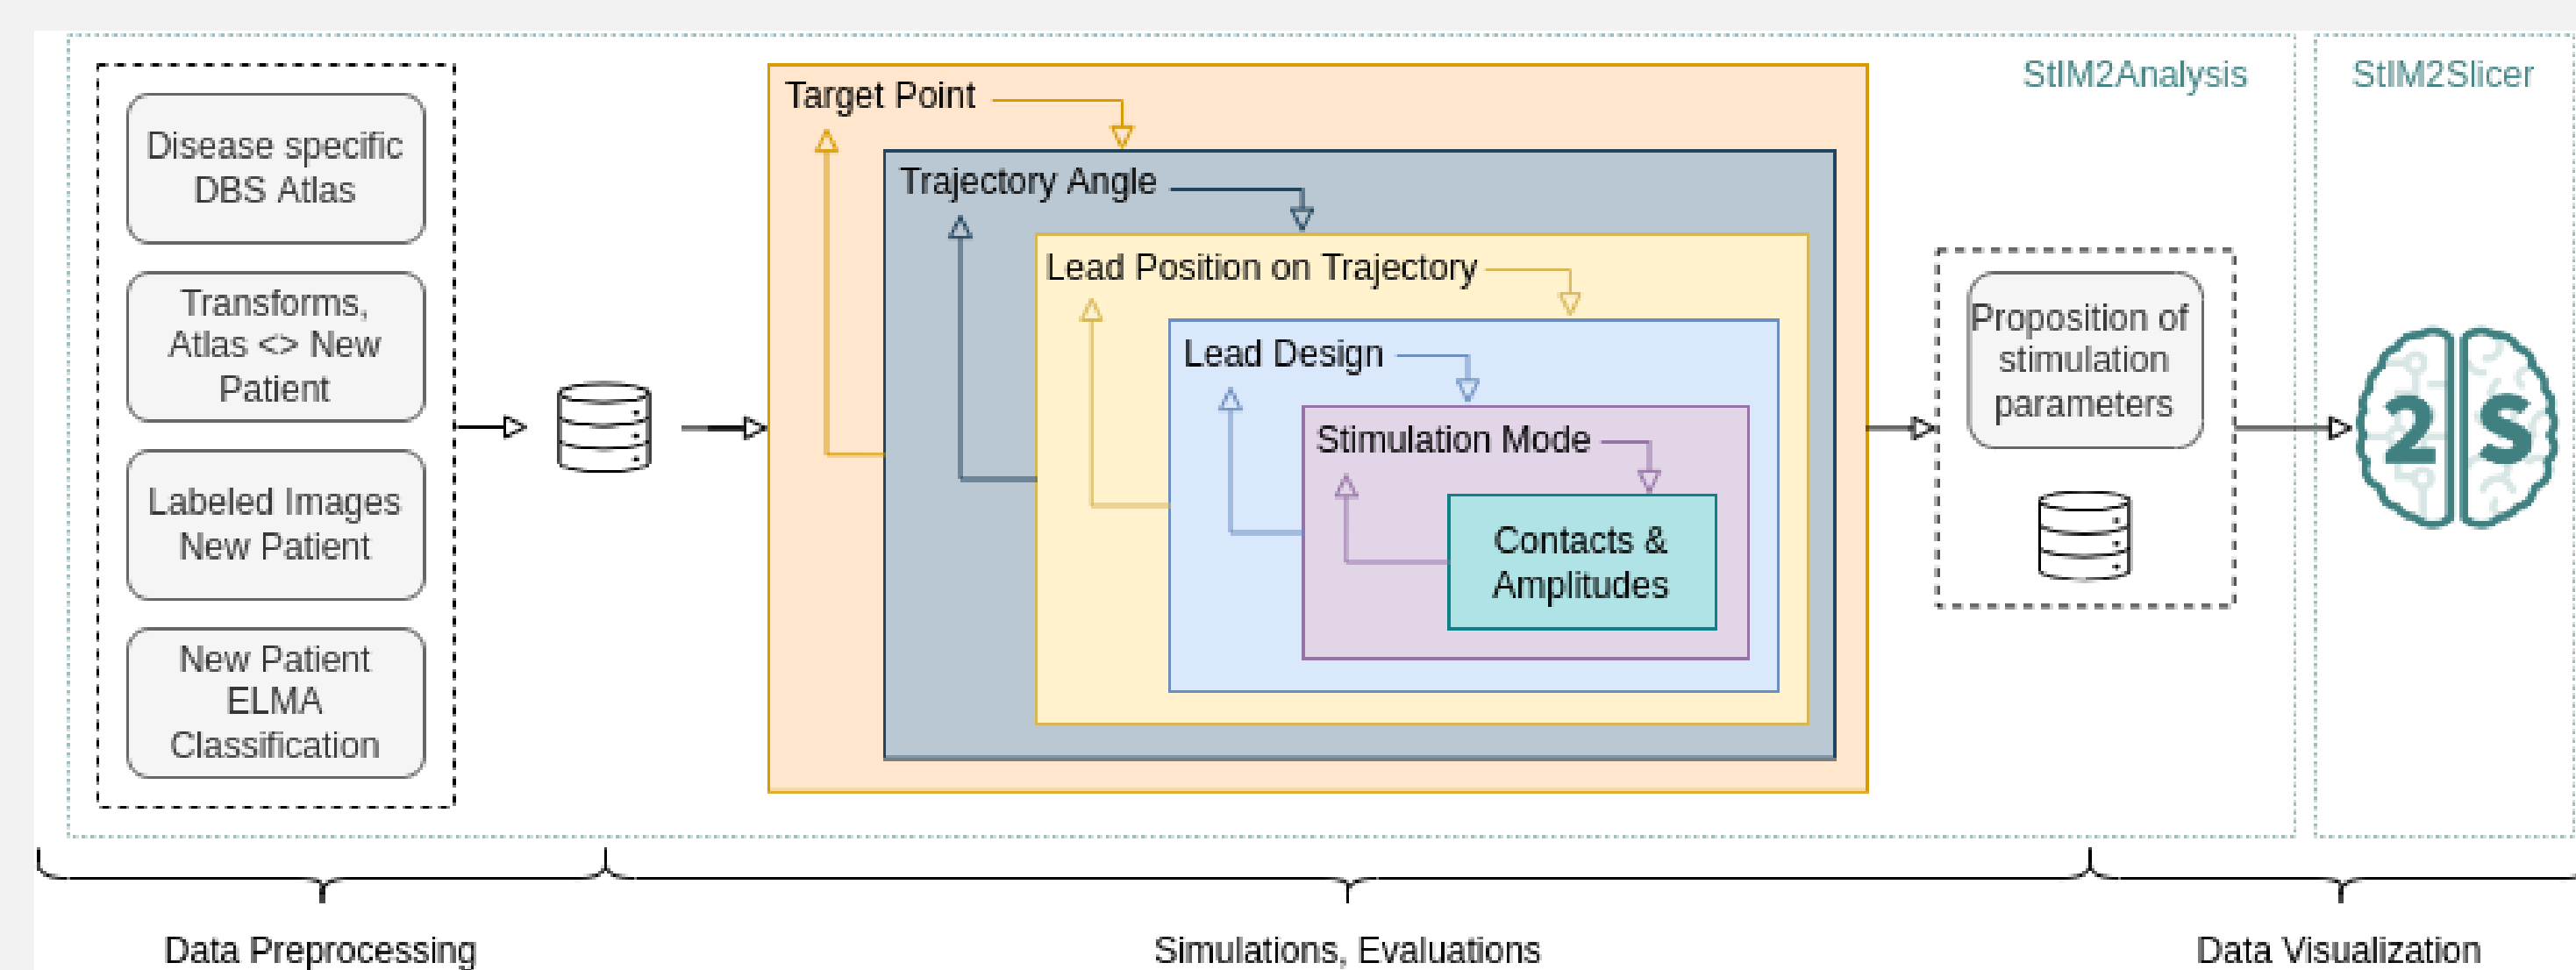 StIM2Analysis
StIM2Slicer
Disease specific
DBS Atlas
Transforms,
Atlas <> New
Patient
Labeled Images
New Patient
New Patient
ELMA
Classification
Target Point
Trajectory Angle
Lead Position on Trajectory
Lead Design
Stimulation Mode
Contacts &
Amplitudes
Proposition of
stimulation
parameters
2S
Data Preprocessing
Simulations, Evaluations
Data Visualization